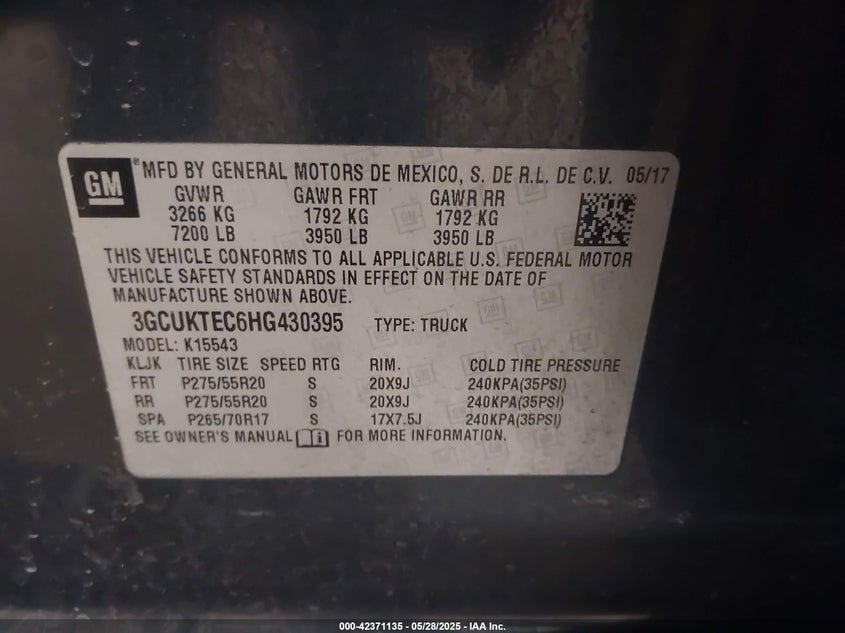 GM
MFD BY GENERAL MOTORS DE MEXICO, S. DE R.L. DE C.V. 05/17
GVWR GAWR FRT GAWR RR
3266 KG 1792 KG 1792 KG
7200 LB 3950 LB 3950 LB
THIS VEHICLE CONFORMS TO ALL APPLICABLE U.S. FEDERAL MOTOR
VEHICLE SAFETY STANDARDS IN EFFECT ON THE DATE OF
MANUFACTURE SHOWN ABOVE.
3GCUKTEC6HG430395 TYPE: TRUCK
MODEL: K15543
KLJK TIRE SIZE SPEED RTG RIM. COLD TIRE PRESSURE
FRT P275/55R20 S 20X9J 240KPA(35PSI)
RR P275/55R20 S 20X9J 240KPA(35PSI)
SPA P265/70R17 S 17X7.5J 240KPA(35PSI)
SEE OWNER'S MANUAL FOR MORE INFORMATION.
000-42371135 - 05/28/2025 - IAA Inc.